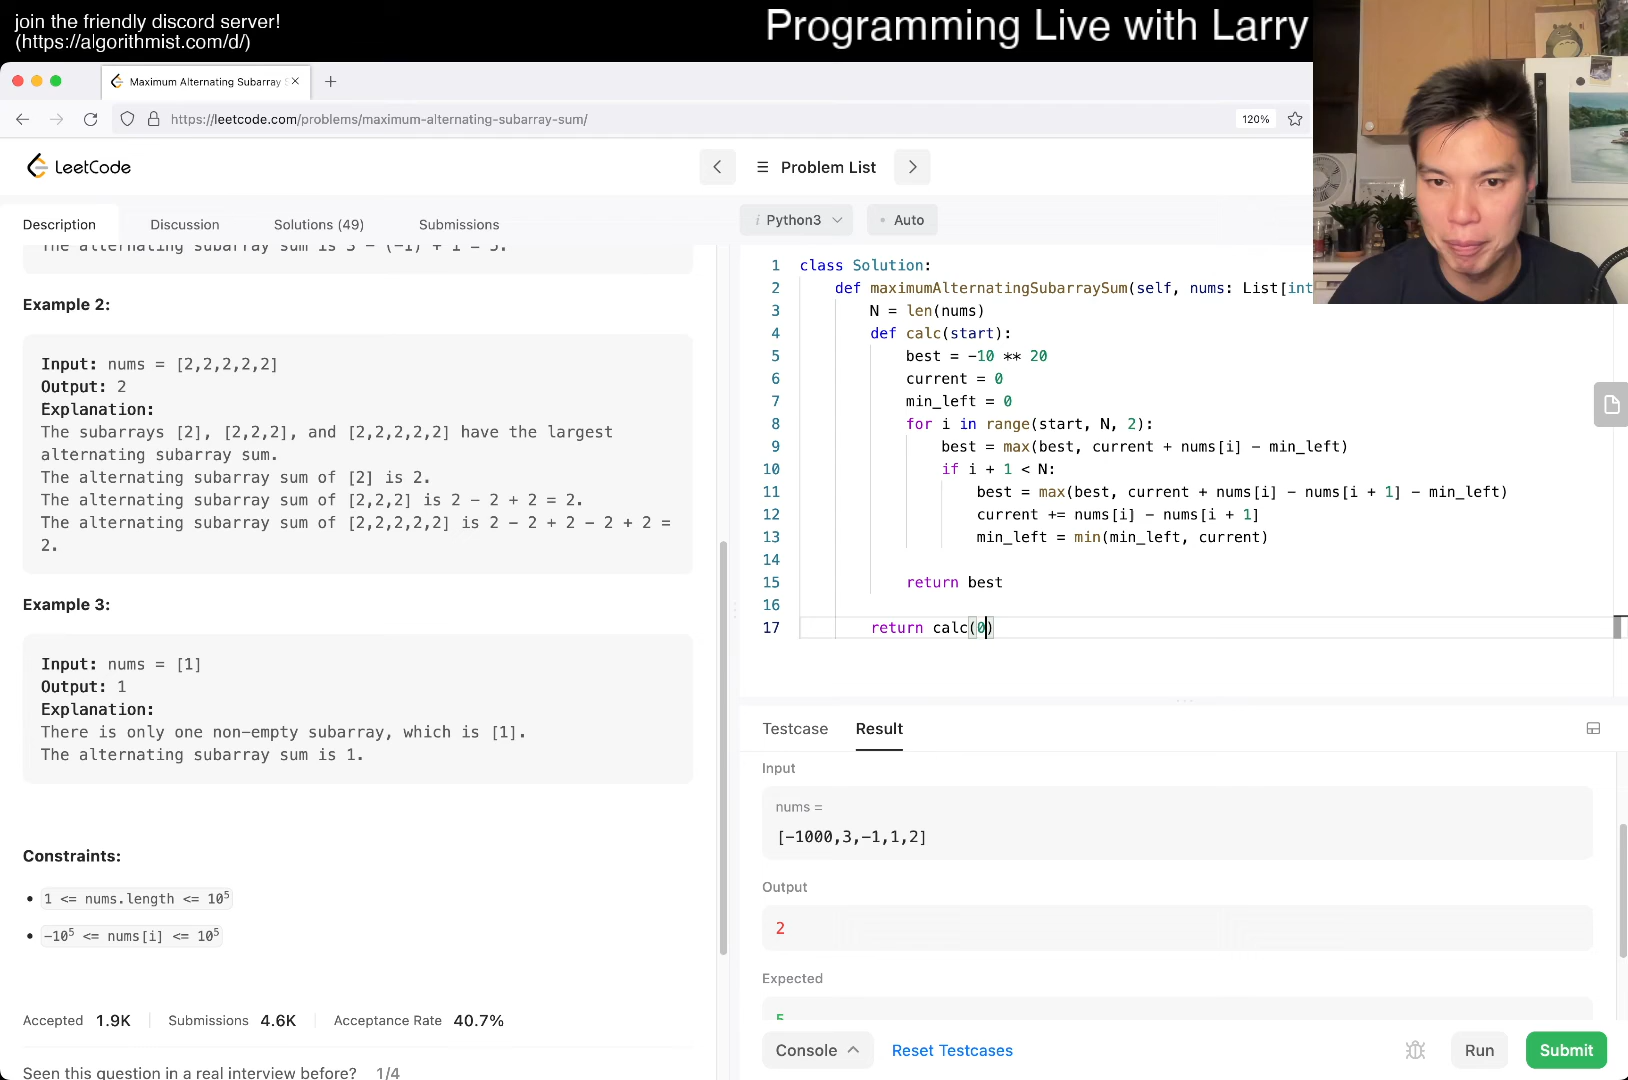 join the friendly discord server!
(https://algorithmist.com/d/)
Programming Live with Larry
Maximum Alternating Subarray S
https://leetcode.com/problems/maximum-alternating-subarray-sum/
120%
LeetCode
Problem List
Description
Discussion
Solutions (49)
Submissions
The alternating subarray sum is 3 - (-1) + 1 = 5.
Example 2:
Input: nums = [2,2,2,2,2]
Output: 2
Explanation:
The subarrays [2], [2,2,2], and [2,2,2,2,2] have the largest
alternating subarray sum.
The alternating subarray sum of [2] is 2.
The alternating subarray sum of [2,2,2] is 2 - 2 + 2 = 2.
The alternating subarray sum of [2,2,2,2,2] is 2 - 2 + 2 - 2 + 2 =
2.
Example 3:
Input: nums = [1]
Output: 1
Explanation:
There is only one non-empty subarray, which is [1].
The alternating subarray sum is 1.
Constraints:
• 1 <= nums.length <= 10⁵
• -10⁵ <= nums[i] <= 10⁵
Accepted 1.9K
Submissions 4.6K
Acceptance Rate 40.7%
Seen this question in a real interview before? 1/4
i Python3
• Auto
1 class Solution:
2 def maximumAlternatingSubarraySum(self, nums: List[int
3 N = len(nums)
4 def calc(start):
5 best = -10 ** 20
6 current = 0
7 min_left = 0
8 for i in range(start, N, 2):
9 best = max(best, current + nums[i] - min_left)
10 if i + 1 < N:
11 best = max(best, current + nums[i] - nums[i + 1] - min_left)
12 current += nums[i] - nums[i + 1]
13 min_left = min(min_left, current)
14
15 return best
16
17 return calc(0)
Testcase
Result
Input
nums =
[-1000,3,-1,1,2]
Output
2
Expected
5
Console
Reset Testcases
Run
Submit